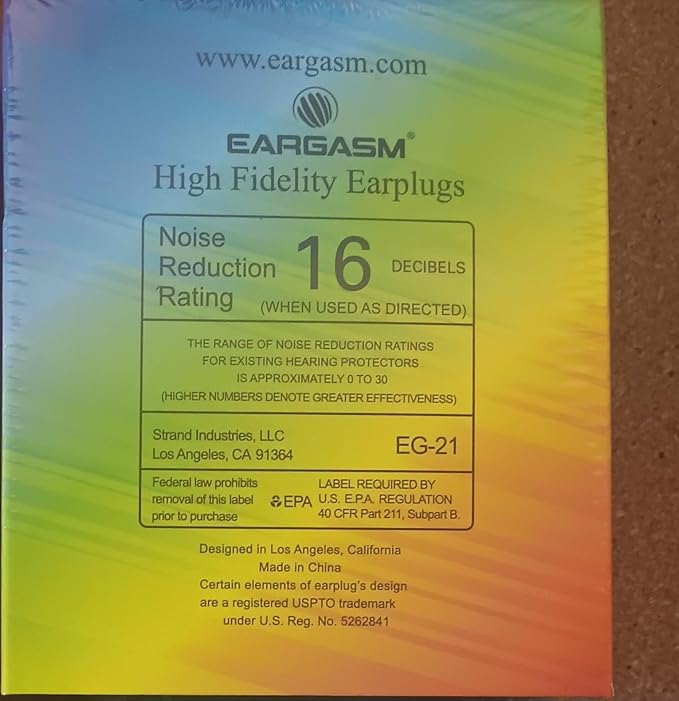 www.eargasm.com
EARGASM®
High Fidelity Earplugs
Noise
Reduction
Rating
16 DECIBELS
(WHEN USED AS DIRECTED)
THE RANGE OF NOISE REDUCTION RATINGS
FOR EXISTING HEARING PROTECTORS
IS APPROXIMATELY 0 TO 30
(HIGHER NUMBERS DENOTE GREATER EFFECTIVENESS)
Strand Industries, LLC
Los Angeles, CA 91364
EG-21
Federal law prohibits
removal of this label
prior to purchase
EPA
LABEL REQUIRED BY
U.S. E.P.A. REGULATION
40 CFR Part 211, Subpart B.
Designed in Los Angeles, California
Made in China
Certain elements of earplug's design
are a registered USPTO trademark
under U.S. Reg. No. 5262841